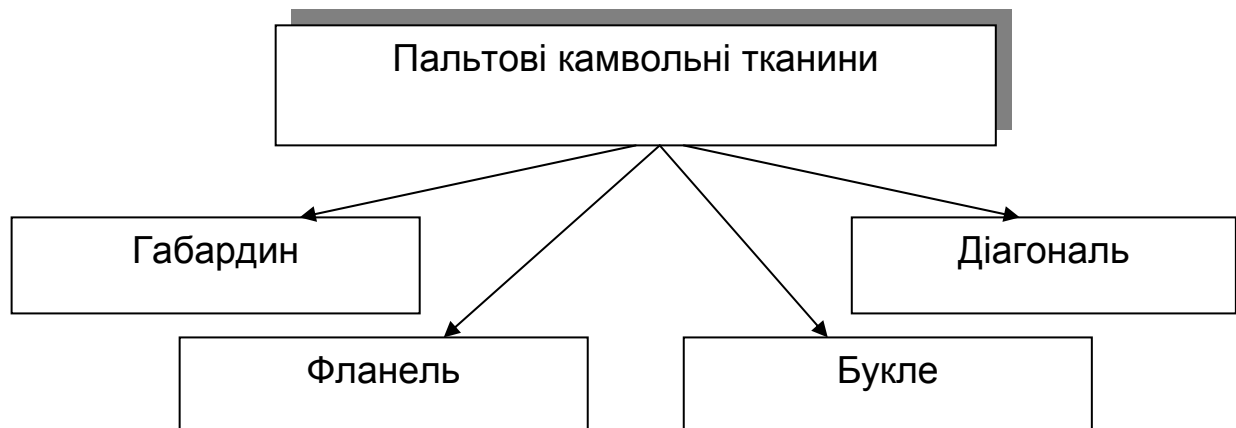 Пальтові камвольні тканини
Габардин
Діагональ
Фланель
Букле